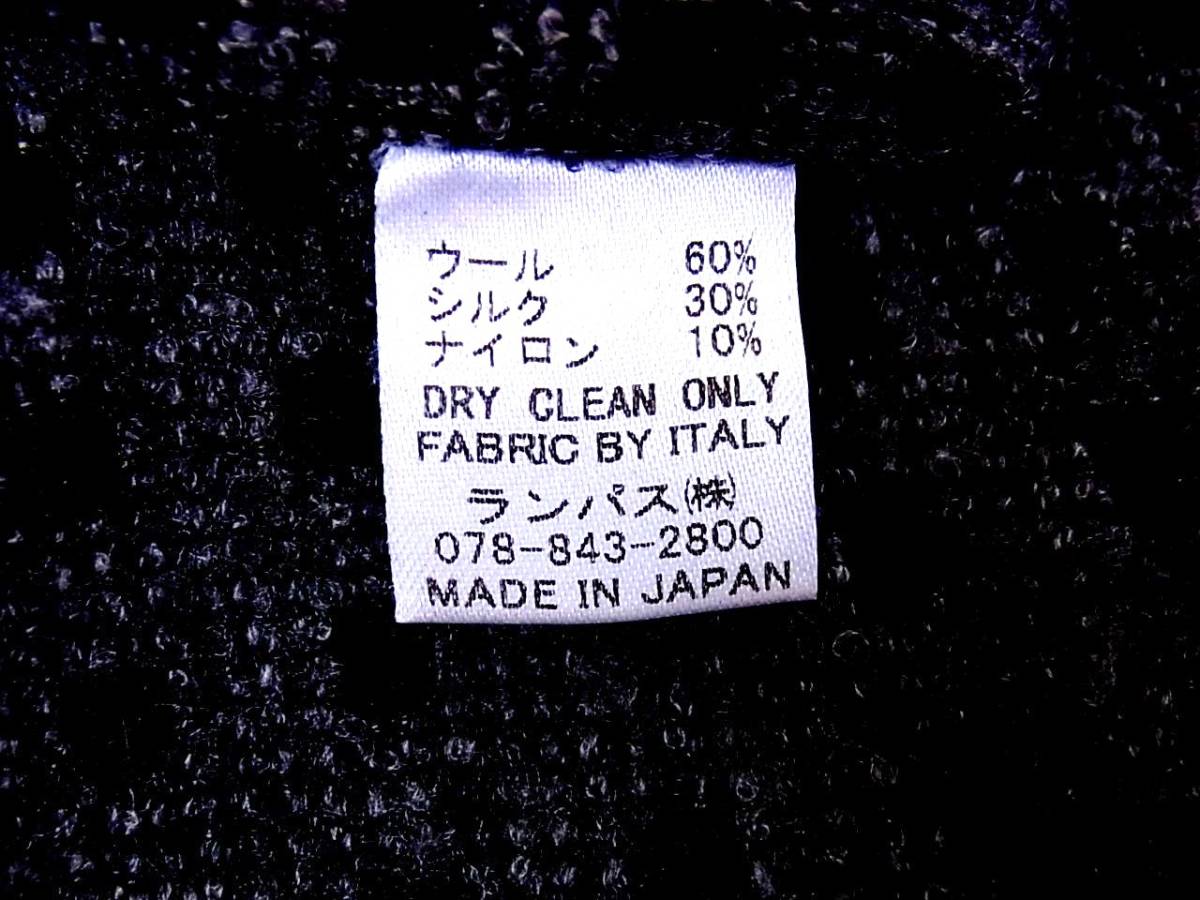 ウール 60%
シルク 30%
ナイロン 10%
DRY CLEAN ONLY
FABRIC BY ITALY
ランパス(株)
078-843-2800
MADE IN JAPAN